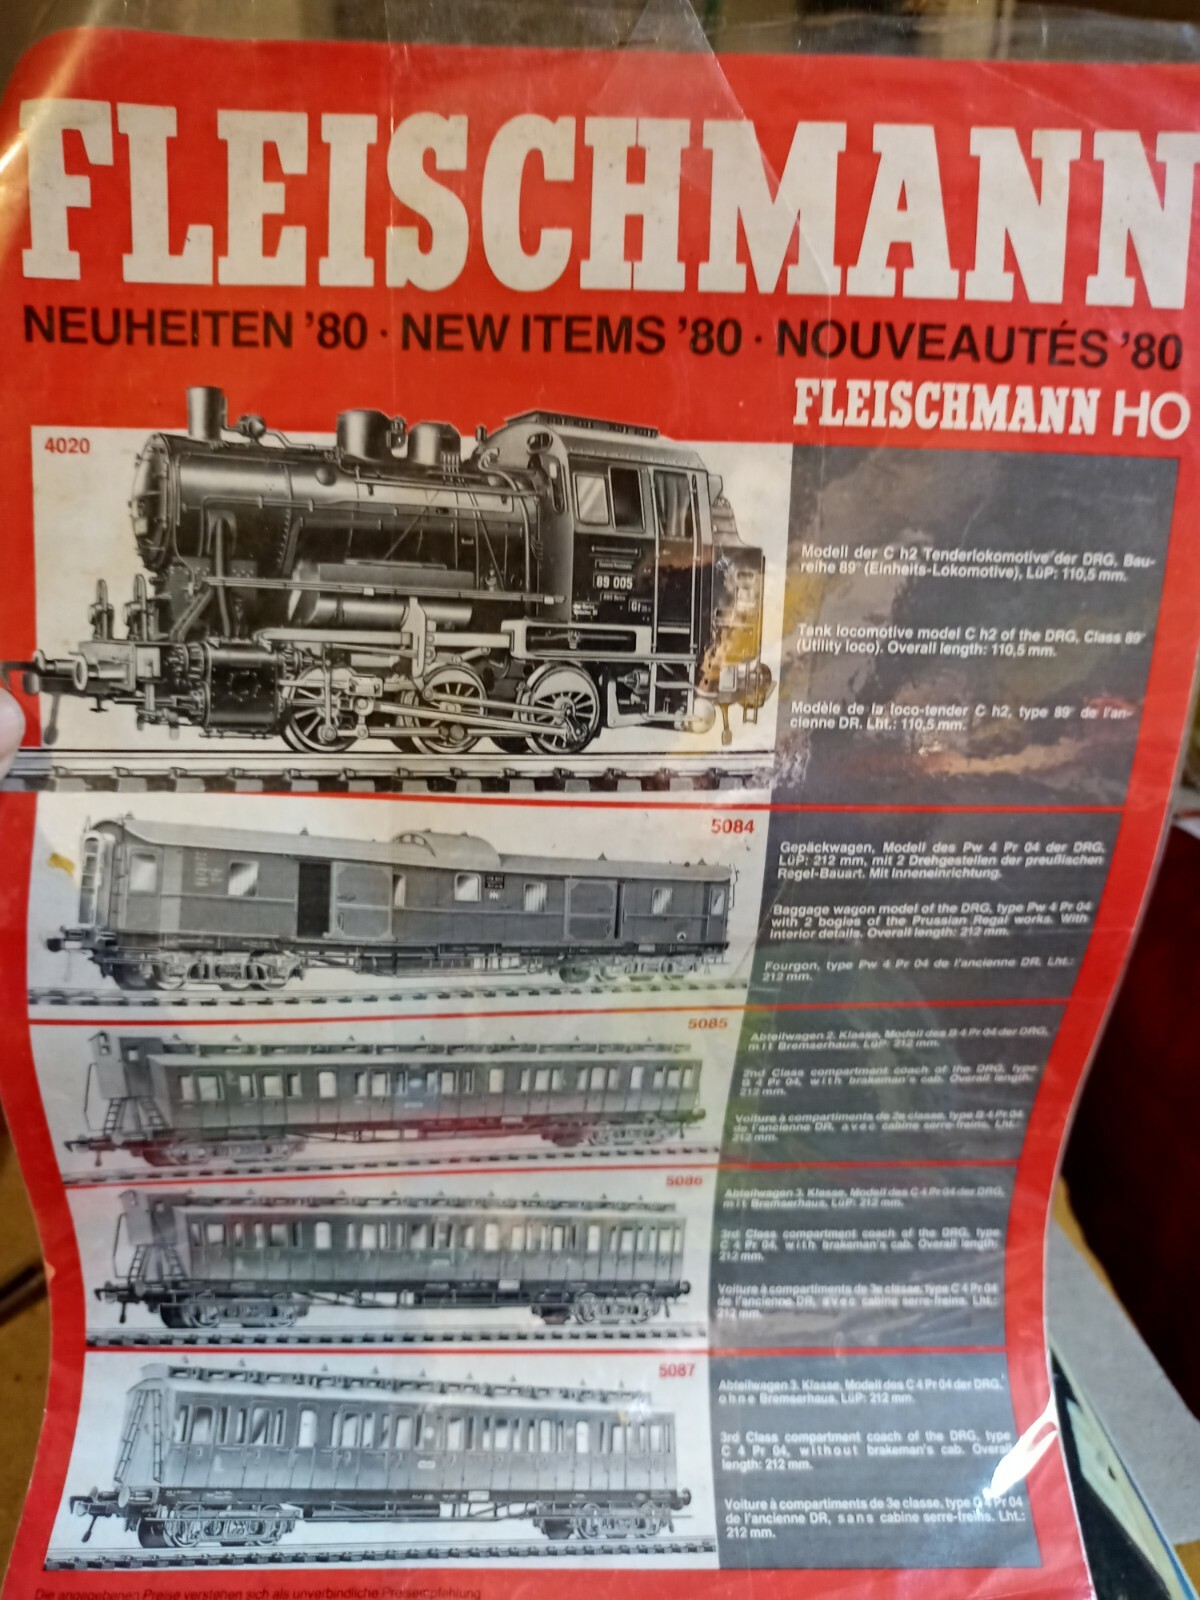 FLEISCHMANN
NEUHEITEN '80 · NEW ITEMS '80 · NOUVEAUTÉS '80
FLEISCHMANN HO
4020
89 005
Modell der C h2 Tenderlokomotive der DRG, Bau-
reihe 89⁰ (Einheits-Lokomotive), LüP: 110,5 mm.
Tank locomotive model C h2 of the DRG, Class 89⁰
(Utility loco). Overall length: 110,5 mm.
Modèle de la loco-tender C h2, type 89⁰ de l'an-
cienne DR. Lht.: 110,5 mm.
5084
Gepäckwagen, Modell des Pw 4 Pr 04 der DRG,
LüP: 212 mm, mit 2 Drehgestellen der preußischen
Regel-Bauart. Mit Inneneinrichtung.
Baggage wagon model of the DRG, type Pw 4 Pr 04
with 2 bogies of the Prussian Regal works. With
interior details. Overall length: 212 mm.
Fourgon, type Pw 4 Pr 04 de l'ancienne DR. Lht.:
212 mm.
5085
Abteilwagen 2. Klasse, Modell des B 4 Pr 04 der DRG,
mit Bremserhaus, LüP: 212 mm.
2nd Class compartment coach of the DRG, type
B 4 Pr 04, with brakeman's cab. Overall length:
212 mm.
Voiture à compartiments de 2e classe, type B 4 Pr 04
de l'ancienne DR, avec cabine serre-freins. Lht.:
212 mm.
5086
Abteilwagen 3. Klasse, Modell des C 4 Pr 04 der DRG,
mit Bremserhaus, LüP: 212 mm.
3rd Class compartment coach of the DRG, type
C 4 Pr 04, with brakeman's cab. Overall length:
212 mm.
Voiture à compartiments de 3e classe, type C 4 Pr 04
de l'ancienne DR, avec cabine serre-freins. Lht.:
212 mm.
5087
Abteilwagen 3. Klasse, Modell des C 4 Pr 04 der DRG,
ohne Bremserhaus, LüP: 212 mm.
3rd Class compartment coach of the DRG, type
C 4 Pr 04, without brakeman's cab. Overall
length: 212 mm.
Voiture à compartiments de 3e classe, type C 4 Pr 04
de l'ancienne DR, sans cabine serre-freins. Lht.:
212 mm.
Die angegebenen Preise verstehen sich als unverbindliche Preisempfehlung